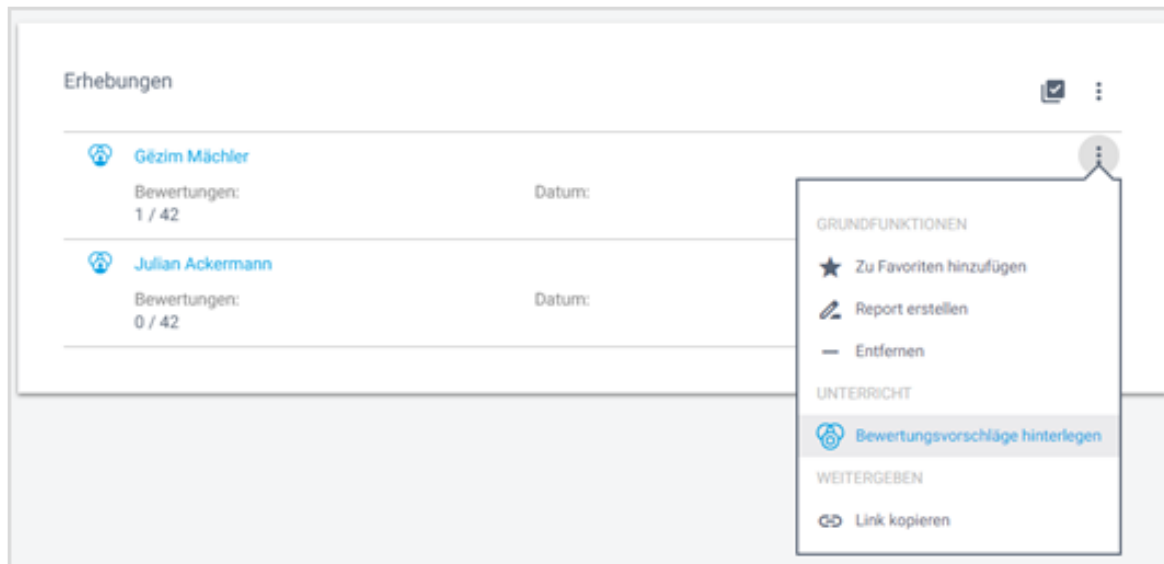 Erhebungen
Gëzim Mächler
Bewertungen:
Datum:
1 / 42
Julian Ackermann
Bewertungen:
Datum:
0 / 42
GRUNDFUNKTIONEN
Zu Favoriten hinzufügen
Report erstellen
Entfernen
UNTERRICHT
Bewertungsvorschläge hinterlegen
WEITERGEBEN
Link kopieren